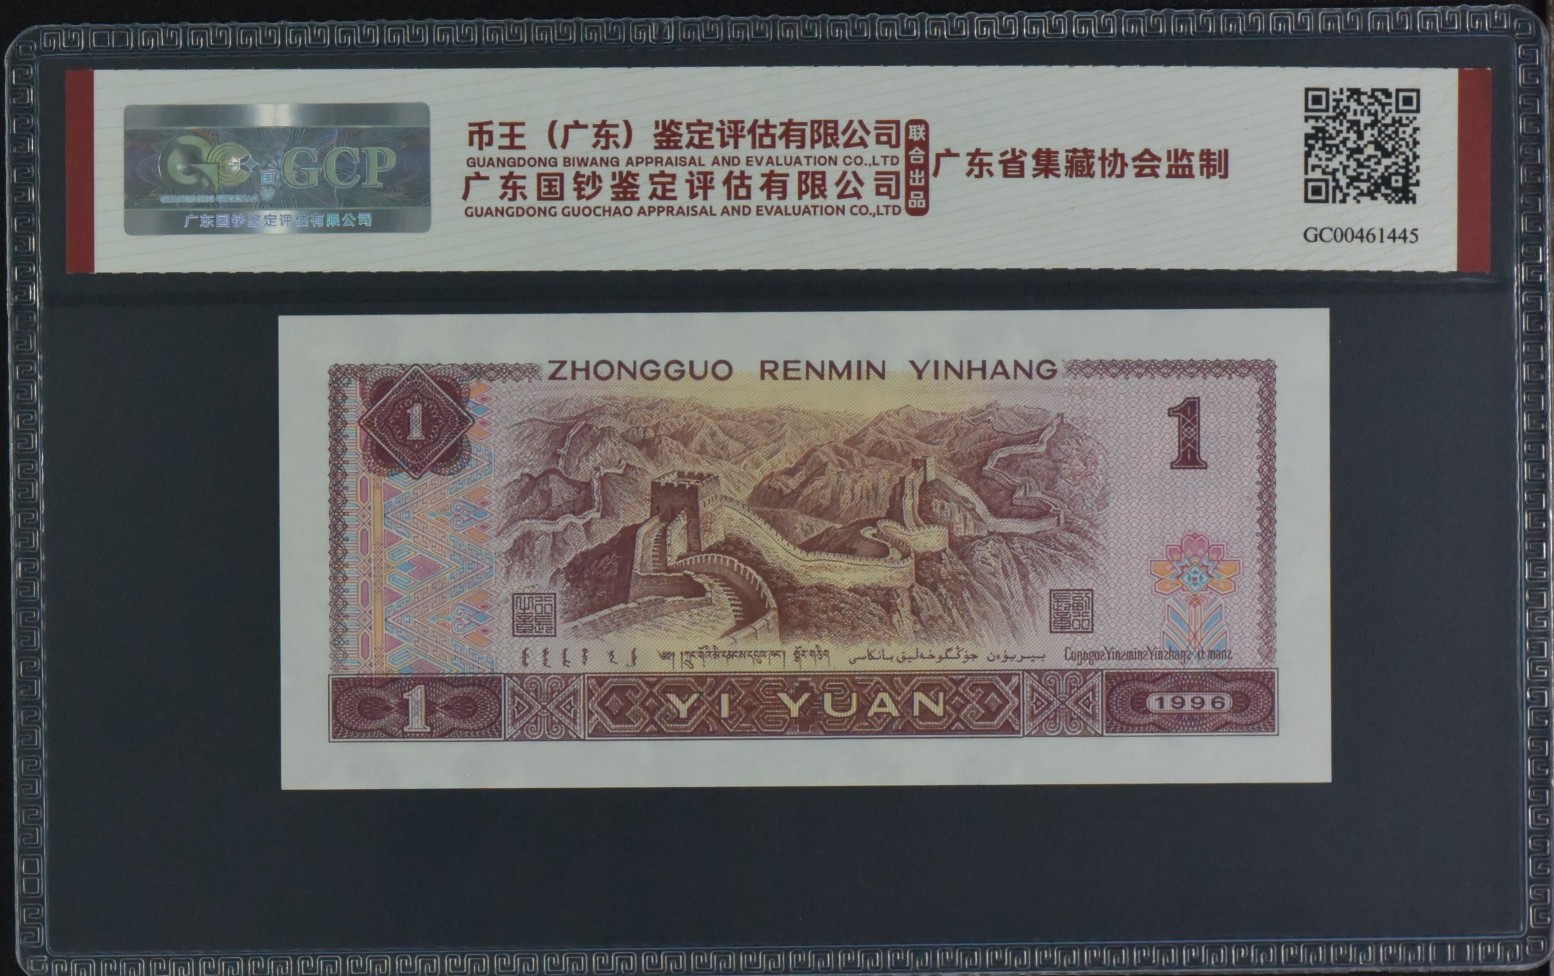 GCP
广东国钞鉴定评估有限公司
币王（广东）鉴定评估有限公司
GUANGDONG BIWANG APPRAISAL AND EVALUATION CO.,LTD
广东国钞鉴定评估有限公司
GUANGDONG GUOCHAO APPRAISAL AND EVALUATION CO.,LTD
联合出品
广东省集藏协会监制
GC00461445
ZHONGGUO RENMIN YINHANG
1
1
1
YI YUAN
1996